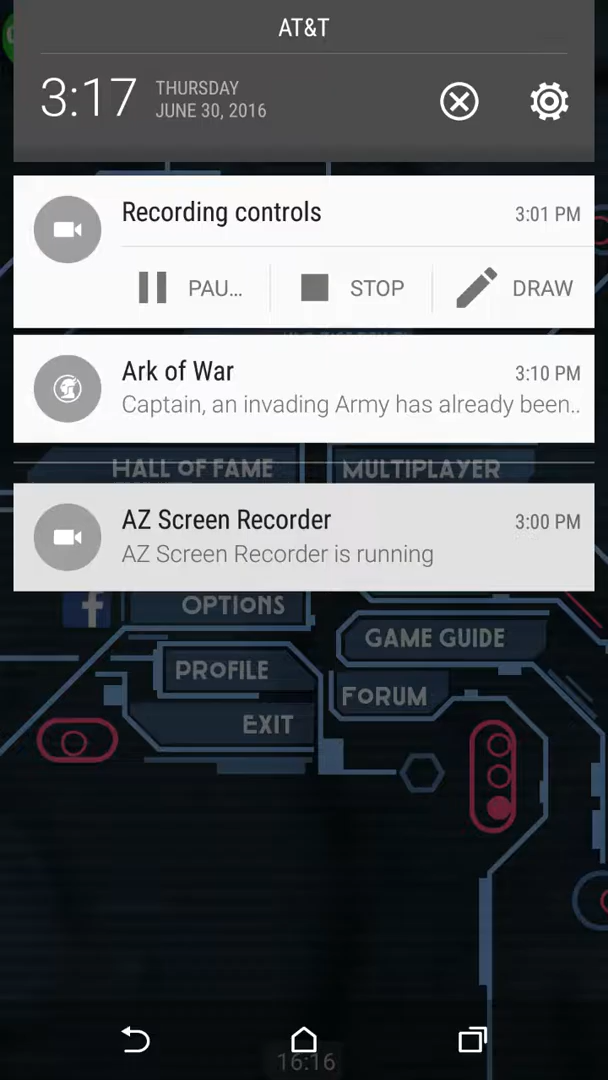 AT&T
3:17
THURSDAY
JUNE 30, 2016
Recording controls
3:01 PM
PAU...
STOP
DRAW
Ark of War
3:10 PM
Captain, an invading Army has already been..
HALL OF FAME
MULTIPLAYER
AZ Screen Recorder
3:00 PM
AZ Screen Recorder is running
f
OPTIONS
GAME GUIDE
PROFILE
FORUM
EXIT
16:16